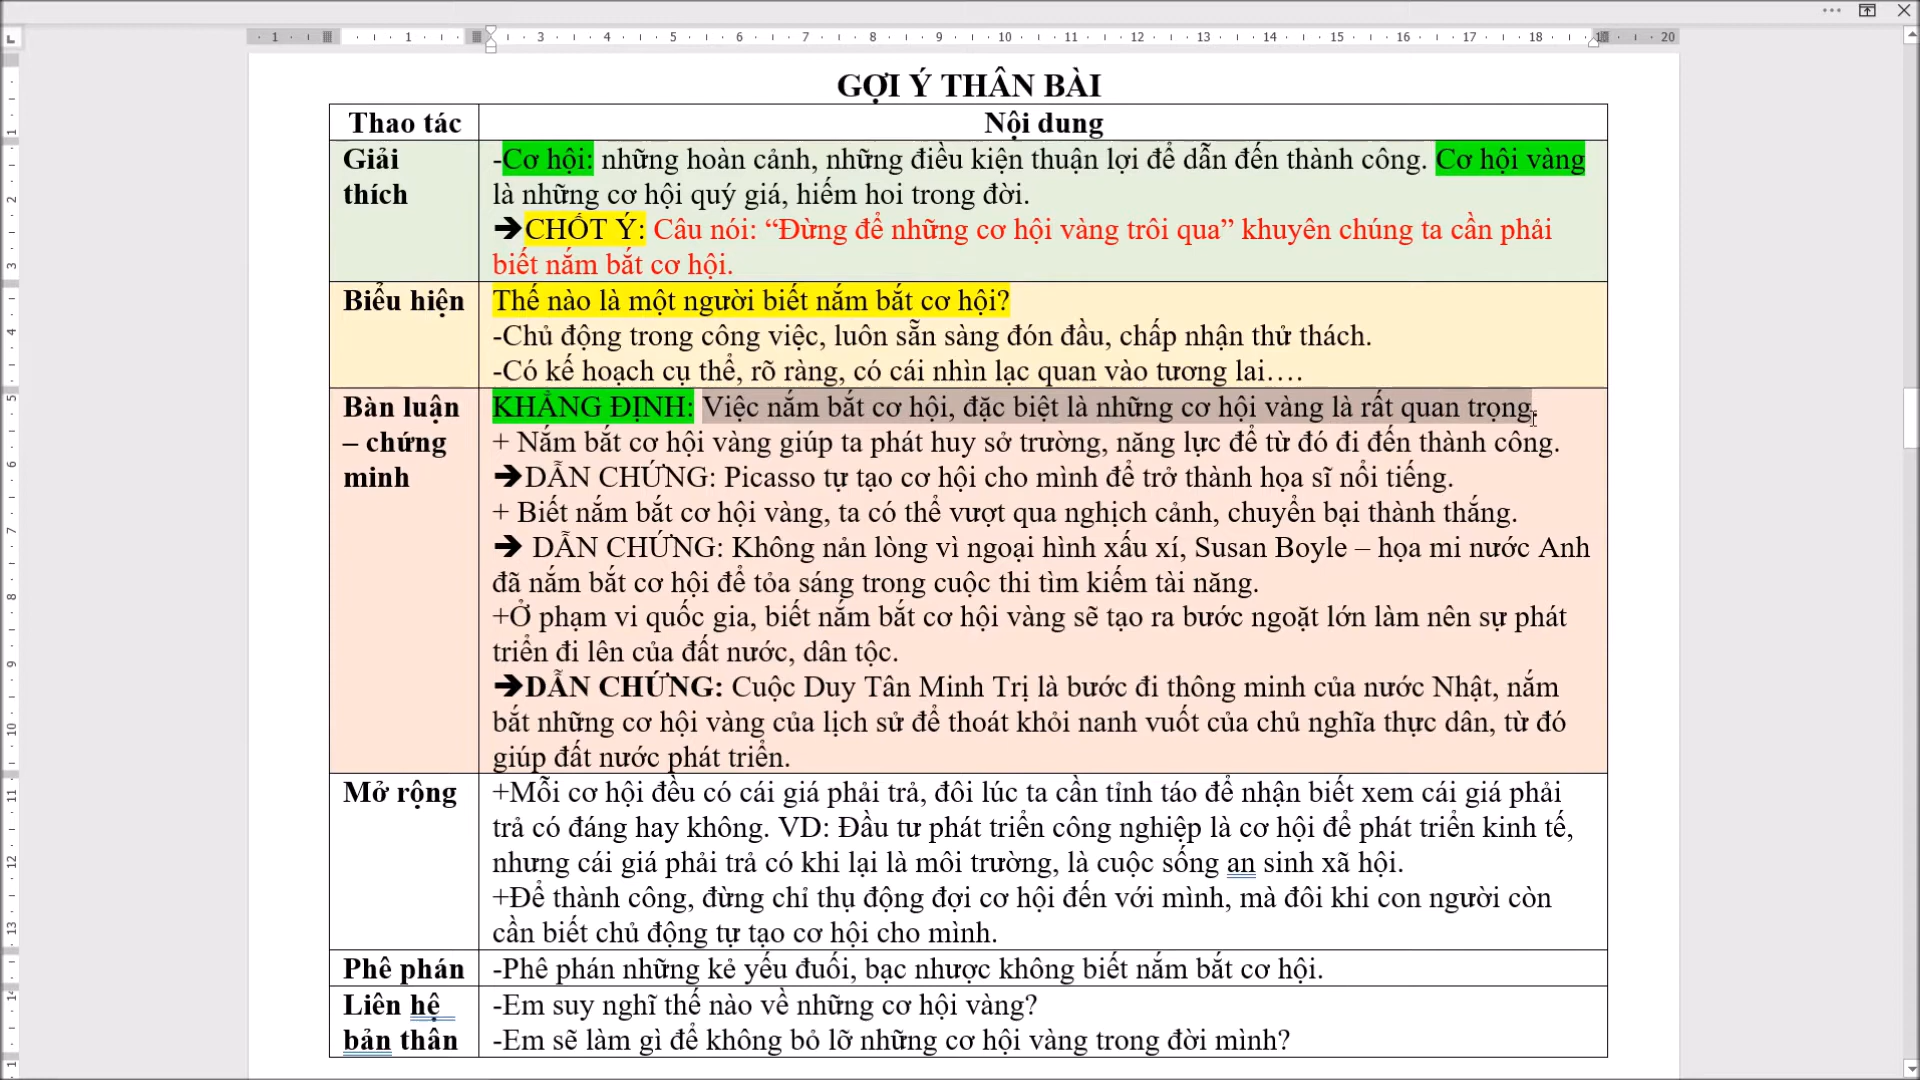 1 1 3 4 5 6 7 8 9 10 11 12 13 14 15 16 17 18 20
GỢI Ý THÂN BÀI
Thao tác
Nội dung
Giải
thích
-Cơ hội: những hoàn cảnh, những điều kiện thuận lợi để dẫn đến thành công. Cơ hội vàng
là những cơ hội quý giá, hiếm hoi trong đời.
➔CHỐT Ý: Câu nói: “Đừng để những cơ hội vàng trôi qua” khuyên chúng ta cần phải
biết nắm bắt cơ hội.
Biểu hiện
Thế nào là một người biết nắm bắt cơ hội?
-Chủ động trong công việc, luôn sẵn sàng đón đầu, chấp nhận thử thách.
-Có kế hoạch cụ thể, rõ ràng, có cái nhìn lạc quan vào tương lai….
Bàn luận
– chứng
minh
KHẲNG ĐỊNH: Việc nắm bắt cơ hội, đặc biệt là những cơ hội vàng là rất quan trọng.
+ Nắm bắt cơ hội vàng giúp ta phát huy sở trường, năng lực để từ đó đi đến thành công.
➔DẪN CHỨNG: Picasso tự tạo cơ hội cho mình để trở thành họa sĩ nổi tiếng.
+ Biết nắm bắt cơ hội vàng, ta có thể vượt qua nghịch cảnh, chuyển bại thành thắng.
➔ DẪN CHỨNG: Không nản lòng vì ngoại hình xấu xí, Susan Boyle – họa mi nước Anh
đã nắm bắt cơ hội để tỏa sáng trong cuộc thi tìm kiếm tài năng.
+Ở phạm vi quốc gia, biết nắm bắt cơ hội vàng sẽ tạo ra bước ngoặt lớn làm nên sự phát
triển đi lên của đất nước, dân tộc.
➔DẪN CHỨNG: Cuộc Duy Tân Minh Trị là bước đi thông minh của nước Nhật, nắm
bắt những cơ hội vàng của lịch sử để thoát khỏi nanh vuốt của chủ nghĩa thực dân, từ đó
giúp đất nước phát triển.
Mở rộng
+Mỗi cơ hội đều có cái giá phải trả, đôi lúc ta cần tỉnh táo để nhận biết xem cái giá phải
trả có đáng hay không. VD: Đầu tư phát triển công nghiệp là cơ hội để phát triển kinh tế,
nhưng cái giá phải trả có khi lại là môi trường, là cuộc sống an sinh xã hội.
+Để thành công, đừng chỉ thụ động đợi cơ hội đến với mình, mà đôi khi con người còn
cần biết chủ động tự tạo cơ hội cho mình.
Phê phán
-Phê phán những kẻ yếu đuối, bạc nhược không biết nắm bắt cơ hội.
Liên hệ
bản thân
-Em suy nghĩ thế nào về những cơ hội vàng?
-Em sẽ làm gì để không bỏ lỡ những cơ hội vàng trong đời mình?